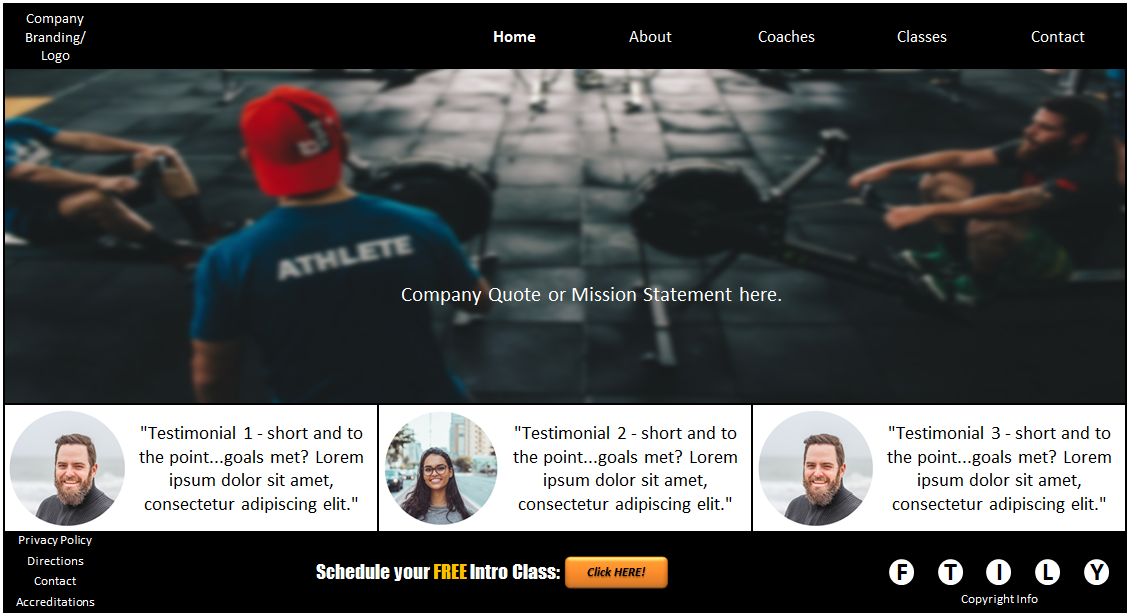 Company
Branding/
Logo
Home About Coaches Classes Contact
ATHLETE
Company Quote or Mission Statement here.
"Testimonial 1 - short and to
the point...goals met? Lorem
ipsum dolor sit amet,
consectetur adipiscing elit."
"Testimonial 2 - short and to
the point...goals met? Lorem
ipsum dolor sit amet,
consectetur adipiscing elit."
"Testimonial 3 - short and to
the point...goals met? Lorem
ipsum dolor sit amet,
consectetur adipiscing elit."
Privacy Policy
Directions
Contact
Accreditations
Schedule your FREE Intro Class: Click HERE!
F T I L Y
Copyright Info